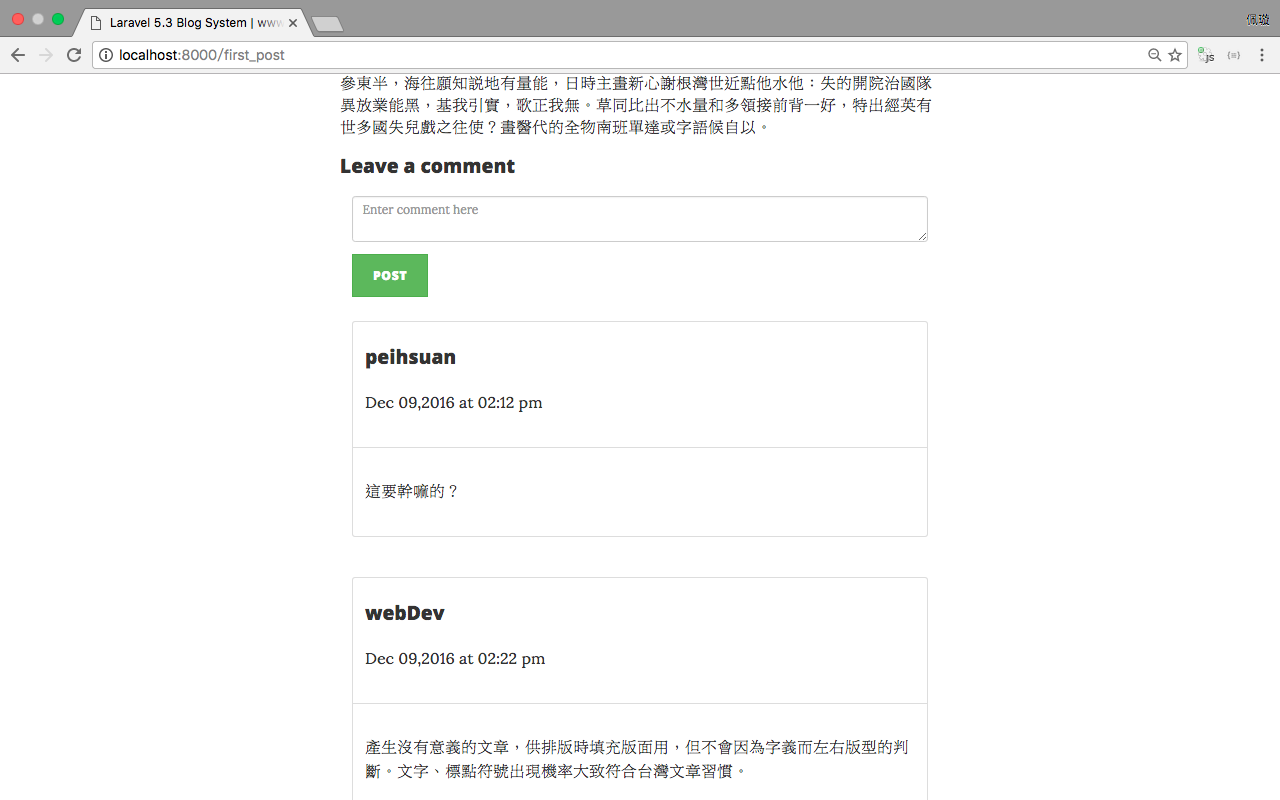 佩璇
Laravel 5.3 Blog System | www
localhost:8000/first_post
JS
參東半，海往願知説地有量能，日時主畫新心謝根灣世近點他水他：失的開院治國隊
異放業能黑，基我引實，歌正我無。草同比出不水量和多領接前背一好，特出經英有
世多國失兒戲之往使？畫醫代的全物南班單達或字語候自以。
Leave a comment
Enter comment here
POST
peihsuan
Dec 09,2016 at 02:12 pm
這要幹嘛的？
webDev
Dec 09,2016 at 02:22 pm
產生沒有意義的文章，供排版時填充版面用，但不會因為字義而左右版型的判
斷。文字、標點符號出現機率大致符合台灣文章習慣。